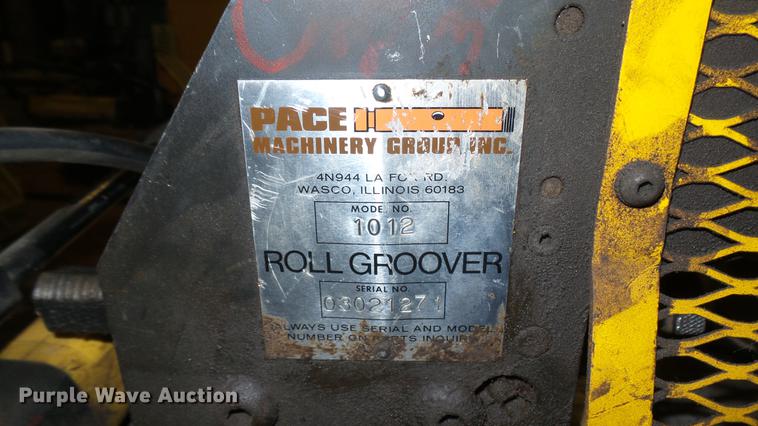 PACE
MACHINERY GROUP INC.
4N944 LA RD.
WASCO, ILLINOIS 60183
MODEL NO.
1012
ROLL GROOVER
SERIAL NO.
03021271
ALWAYS USE SERIAL AND MODEL
NUMBER ON PARTS INQUIRY
Purple Wave Auction